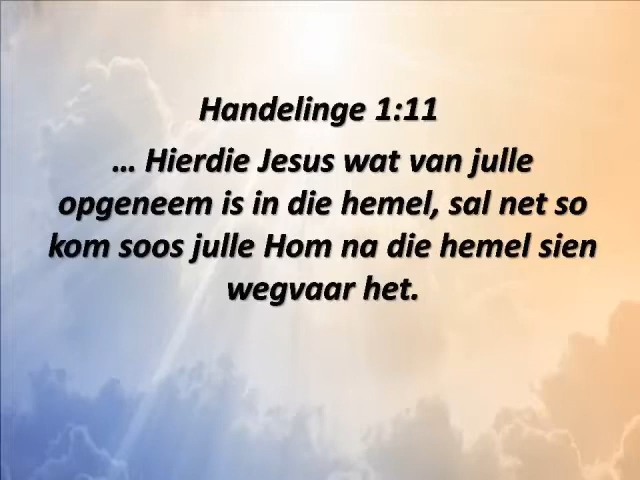 Handelinge 1:11
… Hierdie Jesus wat van julle
opgeneem is in die hemel, sal net so
kom soos julle Hom na die hemel sien
wegvaar het.